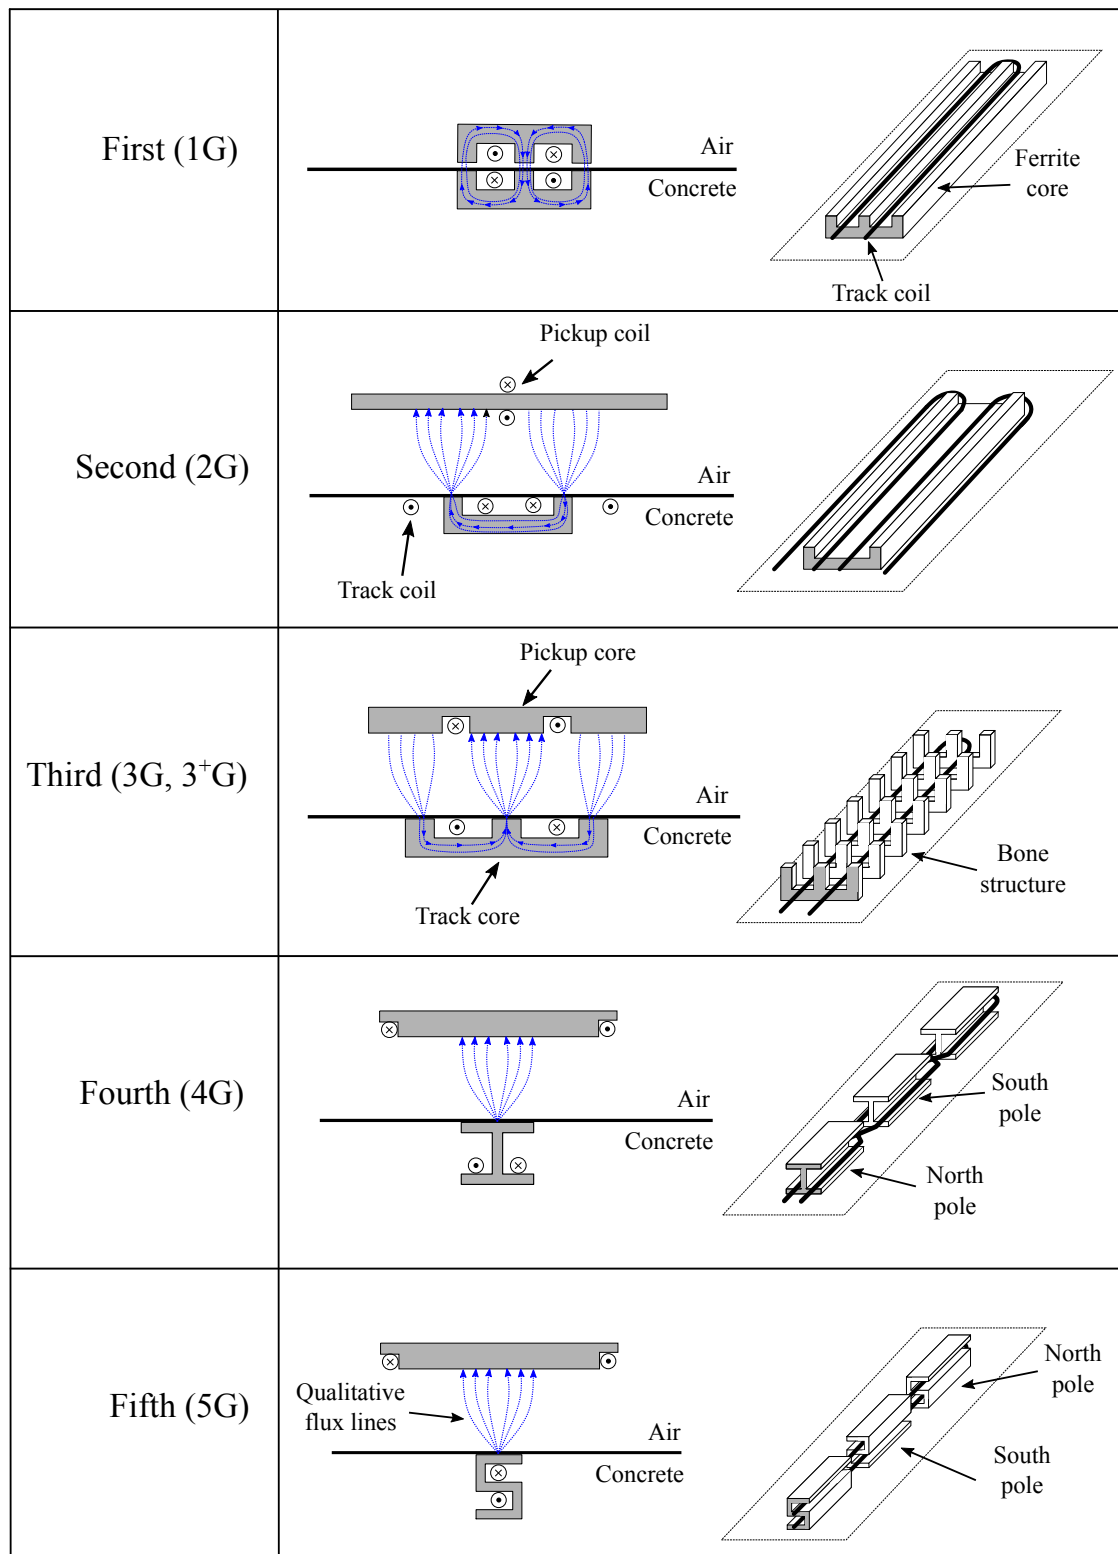 First (1G)
Air
Concrete
Ferrite
core
Track coil
Second (2G)
Pickup coil
Air
Concrete
Track coil
Third (3G, 3⁺G)
Pickup core
Air
Concrete
Track core
Bone
structure
Fourth (4G)
Air
Concrete
South
pole
North
pole
Fifth (5G)
Qualitative
flux lines
Air
Concrete
North
pole
South
pole